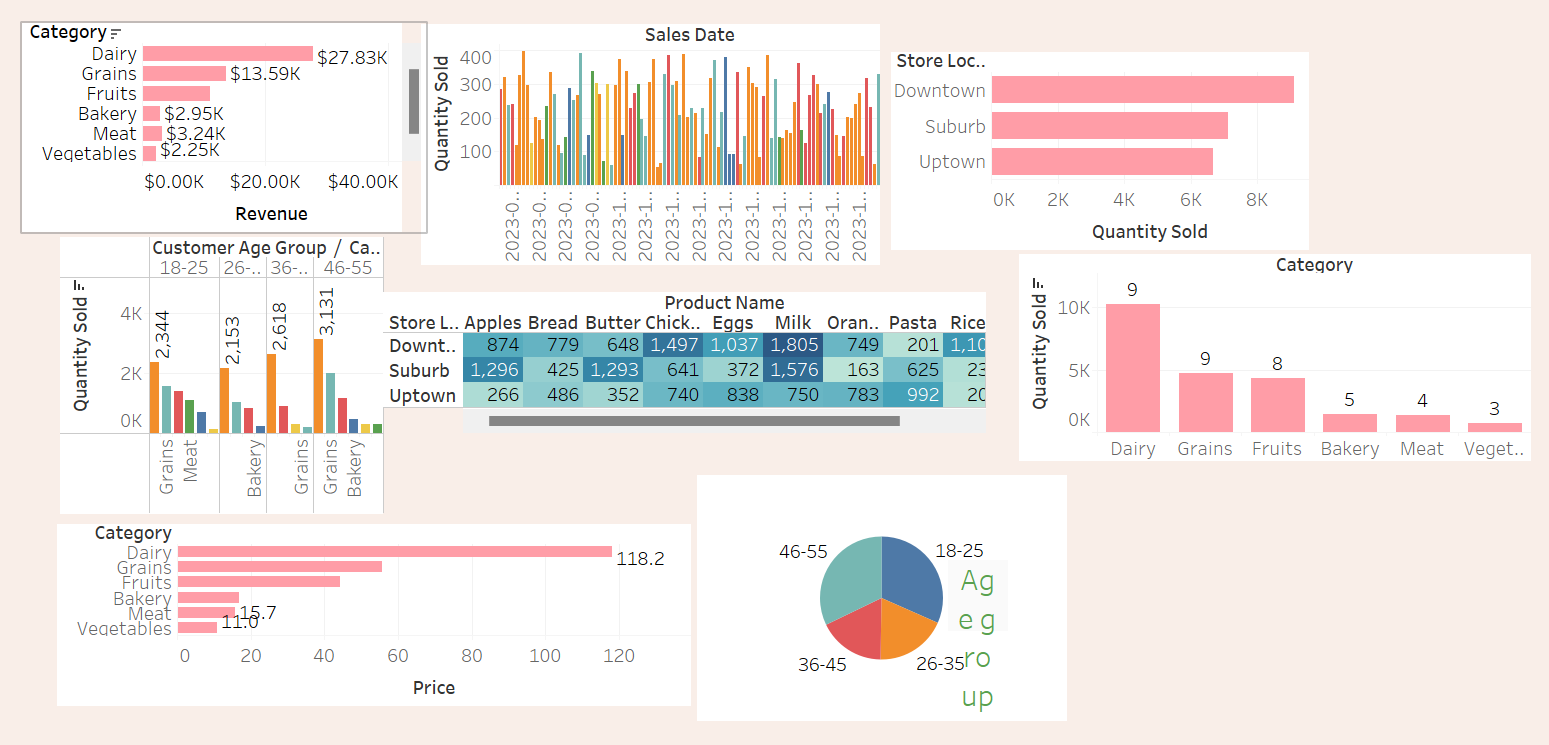 Category
Dairy $27.83K
Grains $13.59K
Fruits
Bakery $2.95K
Meat $3.24K
Vegetables $2.25K
$0.00K $20.00K $40.00K
Revenue
Sales Date
Quantity Sold
400
300
200
100
2023-0.. 2023-0.. 2023-0.. 2023-0.. 2023-1.. 2023-1.. 2023-1.. 2023-1.. 2023-1.. 2023-1.. 2023-1.. 2023-1.. 2023-1.. 2023-1..
Store Loc..
Downtown
Suburb
Uptown
0K 2K 4K 6K 8K
Quantity Sold
Customer Age Group / Ca..
18-25 26-.. 36-.. 46-55
Quantity Sold
4K
2K
0K
2,344 2,153 2,618 3,131
Grains Meat Bakery Grains Grains Bakery
Product Name
Store L.. Apples Bread Butter Chick.. Eggs Milk Oran.. Pasta Rice
Downt.. 874 779 648 1,497 1,037 1,805 749 201 1,10
Suburb 1,296 425 1,293 641 372 1,576 163 625 23
Uptown 266 486 352 740 838 750 783 992 20
Category
Quantity Sold
10K
5K
0K
9 9 8 5 4 3
Dairy Grains Fruits Bakery Meat Veget..
Category
Dairy 118.2
Grains
Fruits
Bakery
Meat 15.7
Vegetables 11.0
0 20 40 60 80 100 120
Price
46-55 18-25
36-45 26-35
Ag
e g
ro
up